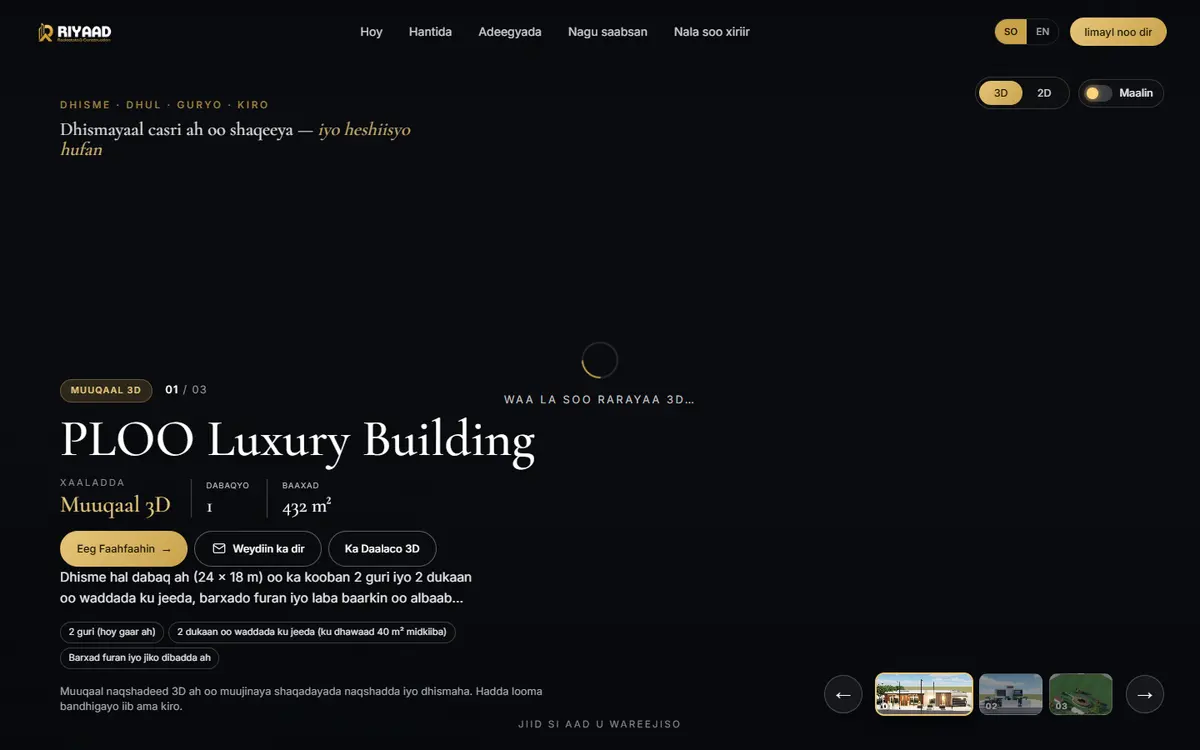 RIYAAD
Hoy
Hantida
Adeegyada
Nagu saabsan
Nala soo xiriir
SO
EN
Iimayl noo dir
3D
2D
Maalin
DHISME · DHUL · GURYO · KIRO
Dhismayaal casri ah oo shaqeeya — iyo heshiisyo
hufan
WAA LA SOO RARAYAA 3D…
MUUQAAL 3D
01 / 03
PLOO Luxury Building
XAALADDA
Muuqaal 3D
DABAQYO
1
BAAXAD
432 m²
Eeg Faahfaahin →
Weydiin ka dir
Ka Daalaco 3D
Dhisme hal dabaq ah (24 × 18 m) oo ka kooban 2 guri iyo 2 dukaan
oo waddada ku jeeda, barxado furan iyo laba baarkin oo albaab...
2 guri (hoy gaar ah)
2 dukaan oo waddada ku jeeda (ku dhawaad 40 m² midkiiba)
Barxad furan iyo jiko dibadda ah
Muuqaal naqshadeed 3D ah oo muujinaya shaqadayada naqshadda iyo dhismaha. Hadda looma
bandhigayo iib ama kiro.
←
01
02
03
→
JIID SI AAD U WAREEJISO